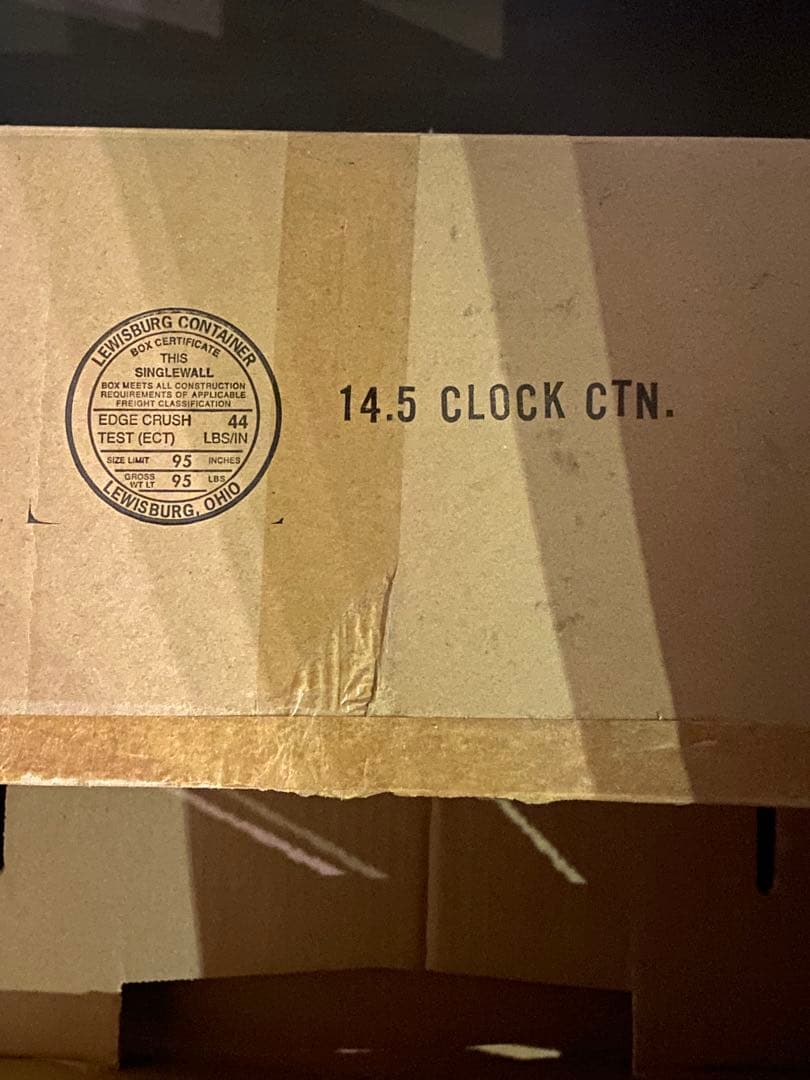 LEWISBURG CONTAINER
BOX CERTIFICATE
THIS
SINGLEWALL
BOX MEETS ALL CONSTRUCTION
REQUIREMENTS OF APPLICABLE
FREIGHT CLASSIFICATION
EDGE CRUSH 44
TEST (ECT) LBS/IN
SIZE LIMIT 95 INCHES
GROSS
WT LT 95 LBS
LEWISBURG, OHIO
14.5 CLOCK CTN.